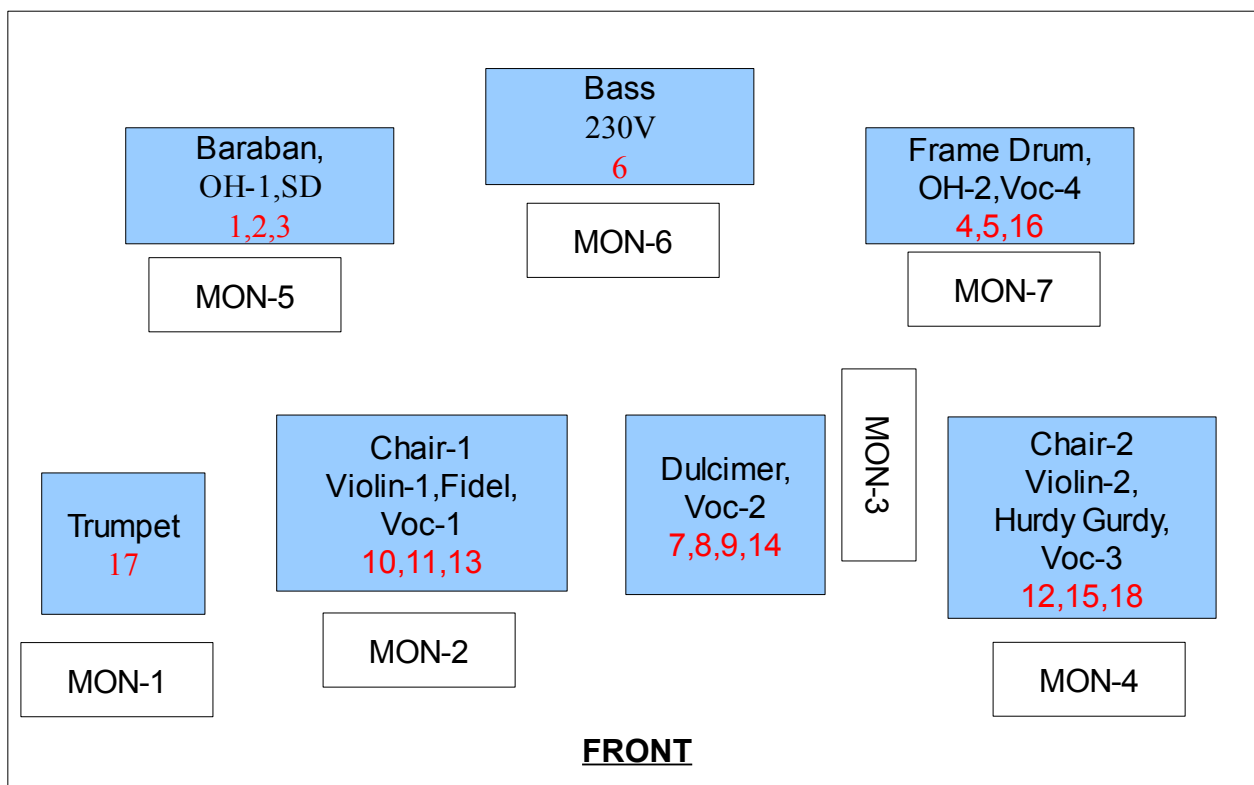 Bass
230V
6
Baraban,
OH-1,SD
1,2,3
Frame Drum,
OH-2,Voc-4
4,5,16
MON-6
MON-5
MON-7
MON-3
Trumpet
17
Chair-1
Violin-1,Fidel,
Voc-1
10,11,13
Dulcimer,
Voc-2
7,8,9,14
Chair-2
Violin-2,
Hurdy Gurdy,
Voc-3
12,15,18
MON-1
MON-2
MON-4
FRONT